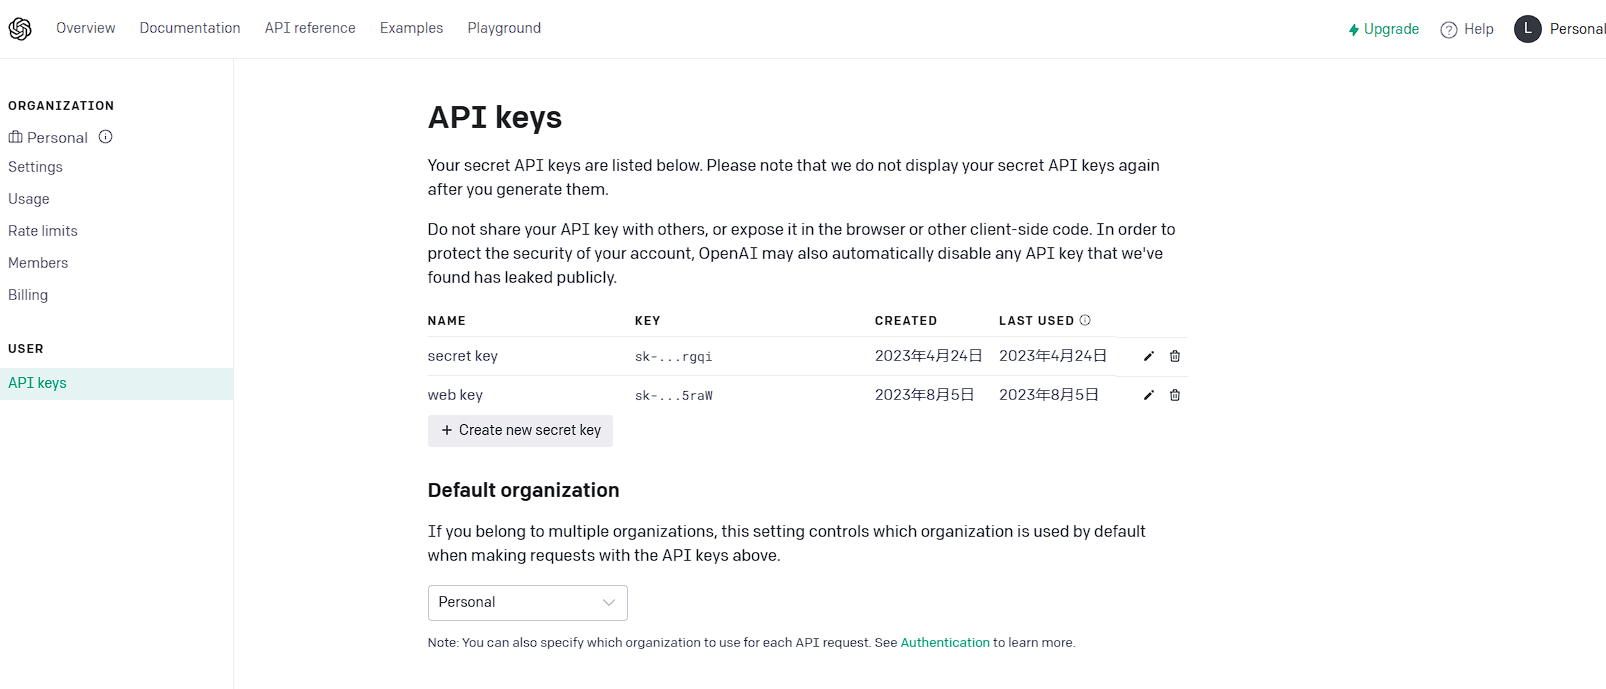 Overview Documentation API reference Examples Playground Upgrade Help L Personal
ORGANIZATION
Personal
Settings
Usage
Rate limits
Members
Billing
USER
API keys
API keys
Your secret API keys are listed below. Please note that we do not display your secret API keys again
after you generate them.
Do not share your API key with others, or expose it in the browser or other client-side code. In order to
protect the security of your account, OpenAI may also automatically disable any API key that we've
found has leaked publicly.
NAME KEY CREATED LAST USED
secret key sk-...rgqi 2023年4月24日 2023年4月24日
web key sk-...5raW 2023年8月5日 2023年8月5日
+ Create new secret key
Default organization
If you belong to multiple organizations, this setting controls which organization is used by default
when making requests with the API keys above.
Personal
Note: You can also specify which organization to use for each API request. See Authentication to learn more.